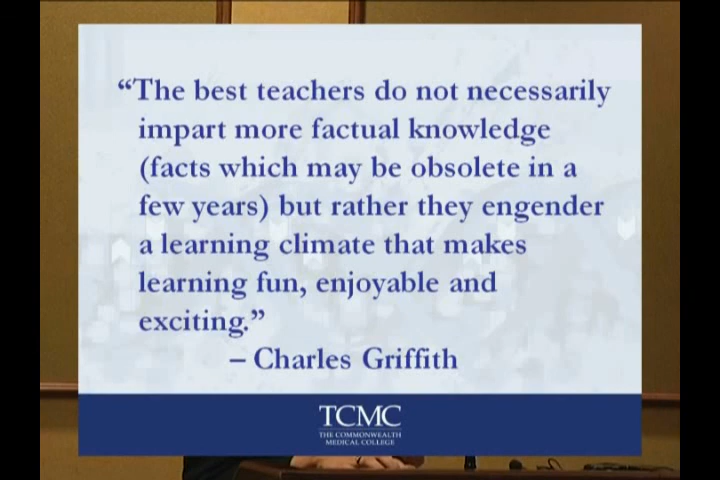 “The best teachers do not necessarily
impart more factual knowledge
(facts which may be obsolete in a
few years) but rather they engender
a learning climate that makes
learning fun, enjoyable and
exciting.”
– Charles Griffith
TCMC
THE COMMONWEALTH
MEDICAL COLLEGE